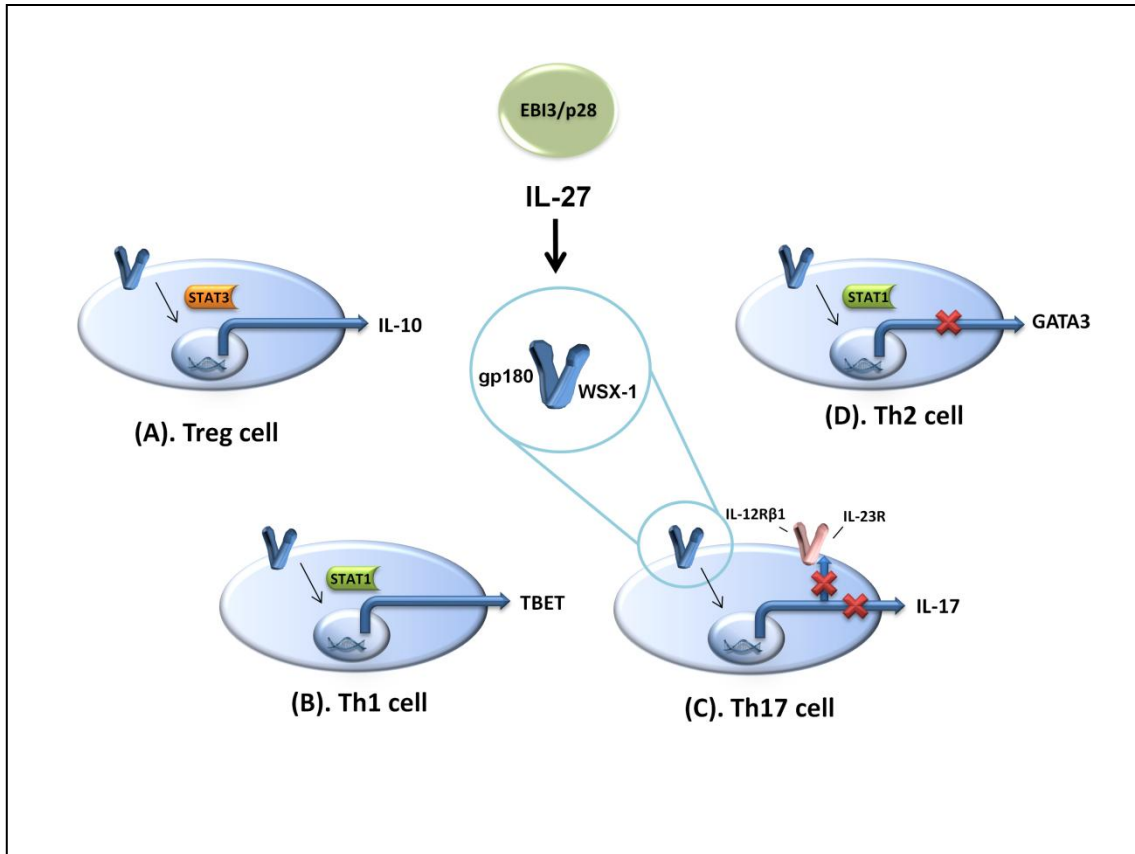 EBI3/p28
IL-27
STAT3
IL-10
(A). Treg cell
gp180
WSX-1
STAT1
GATA3
(D). Th2 cell
STAT1
TBET
(B). Th1 cell
IL-12Rβ1
IL-23R
IL-17
(C). Th17 cell